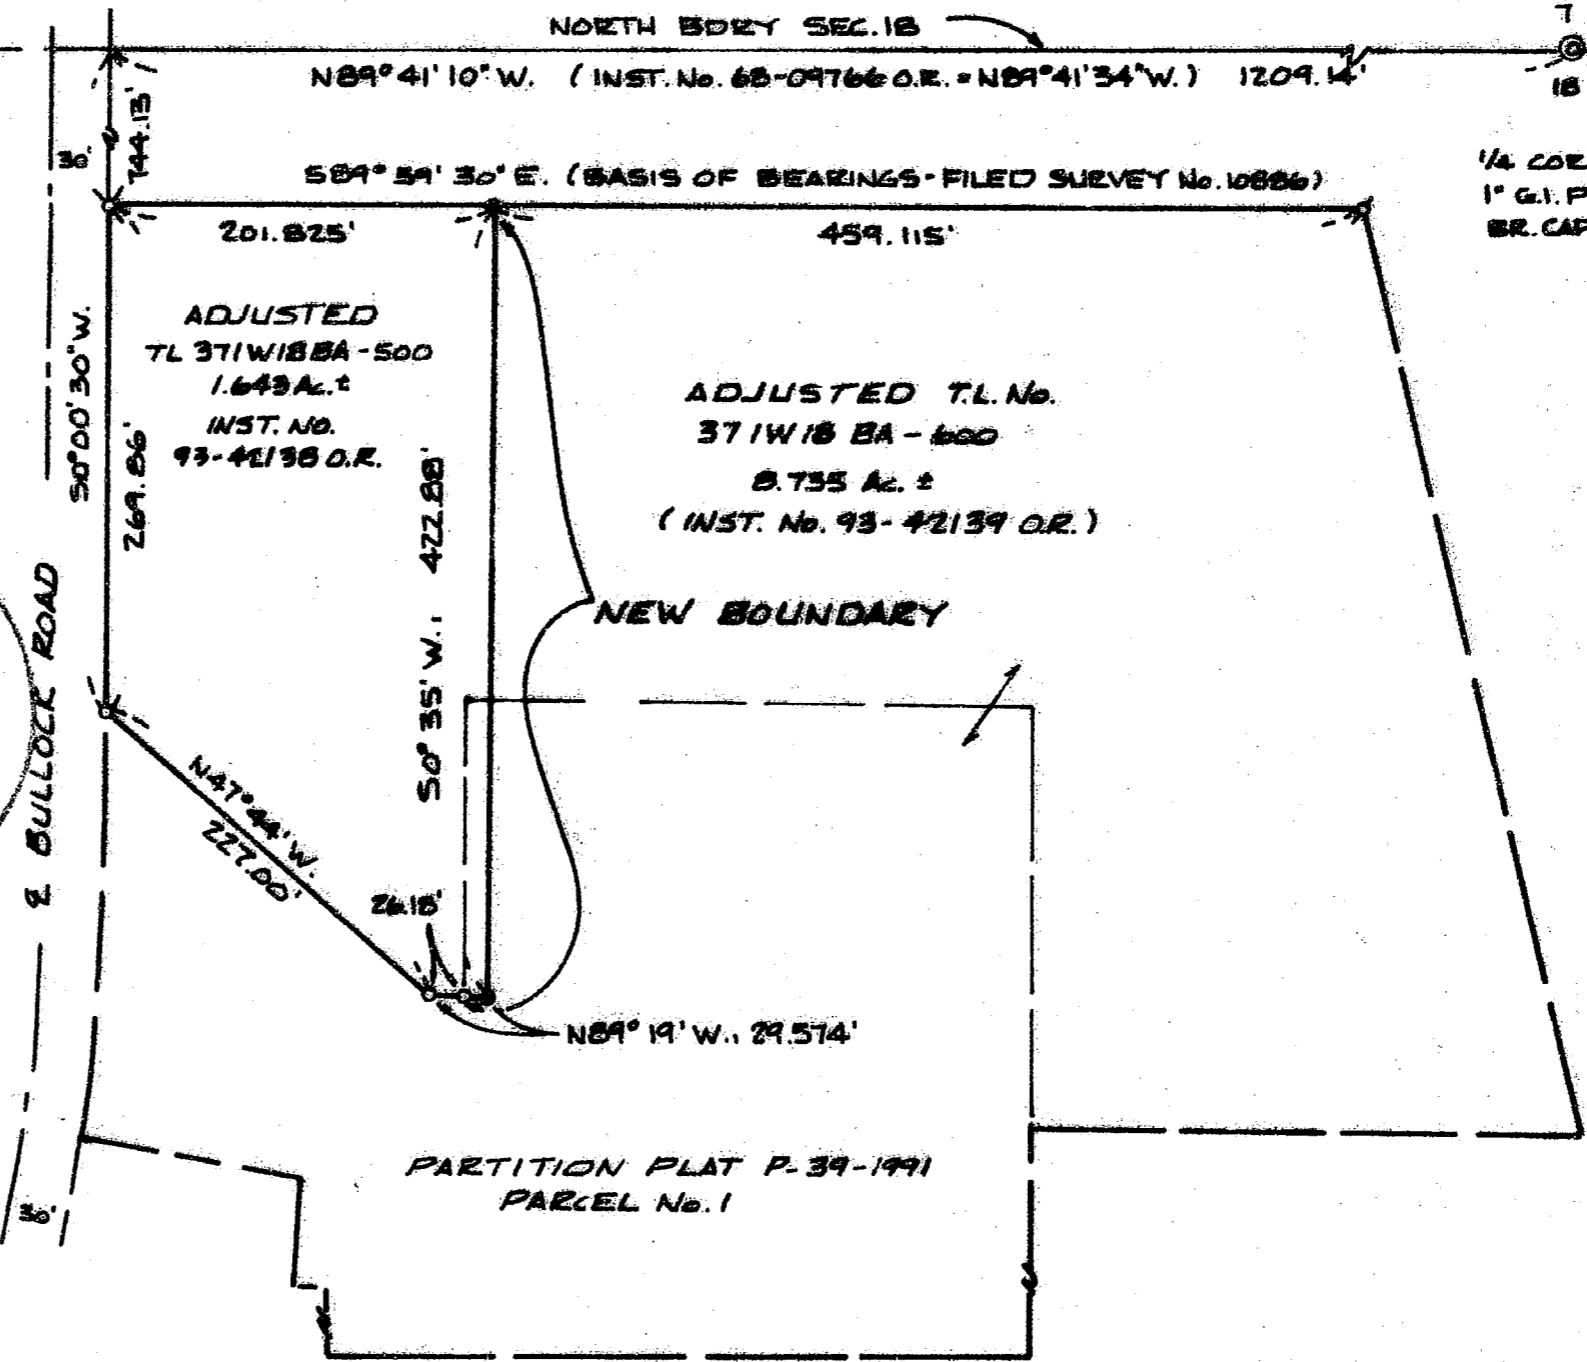 NORTH BDRY SEC. 18
7
N89°41'10"W. (INST. No. 68-09766 O.R. = N89°41'34"W.) 1209.14'
18
744.13'
30'
S89°59'30"E. (BASIS OF BEARINGS - FILED SURVEY No. 10886)
1/4 COR
1" G.I. P
BR. CAP
201.825'
459.115'
S0°00'30"W.
269.86'
ADJUSTED
TL 371W18BA-500
1.643 Ac.±
INST. NO.
93-42138 O.R.
S0°35'W., 422.88'
ADJUSTED T.L. No.
371W18 BA-600
8.735 Ac. ±
(INST. No. 93-42139 O.R.)
NEW BOUNDARY
BULLOCK ROAD
N47°44'W.
227.00'
26.18'
N89°19'W., 29.574'
PARTITION PLAT P-39-1991
PARCEL No. 1
30'